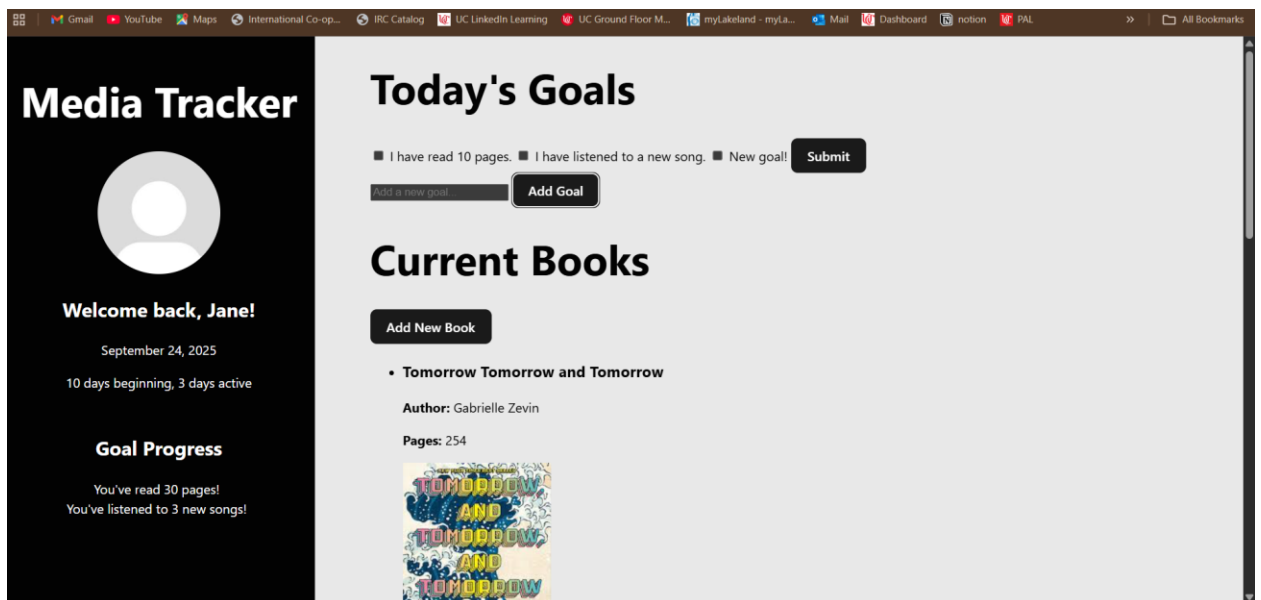 Gmail YouTube Maps International Co-op... IRC Catalog UC LinkedIn Learning UC Ground Floor M... myLakeland - myLa... Mail Dashboard notion PAL » All Bookmarks
Media Tracker
Welcome back, Jane!
September 24, 2025
10 days beginning, 3 days active
Goal Progress
You've read 30 pages!
You've listened to 3 new songs!
Today's Goals
I have read 10 pages. I have listened to a new song. New goal! Submit
Add a new goal... Add Goal
Current Books
Add New Book
• Tomorrow Tomorrow and Tomorrow
Author: Gabrielle Zevin
Pages: 254
TOMORROW
AND
TOMORROW
AND
TOMORROW